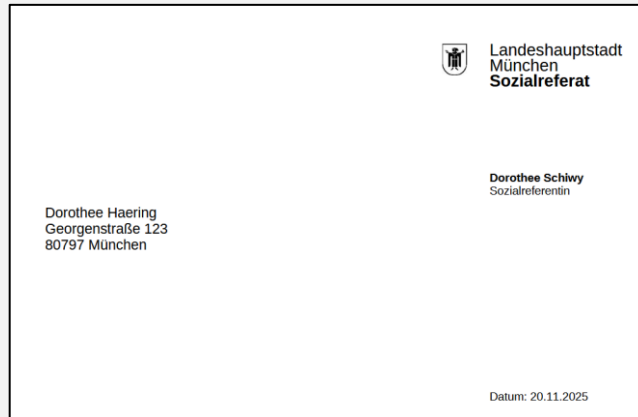 Landeshauptstadt
München
Sozialreferat
Dorothee Schiwy
Sozialreferentin
Dorothee Haering
Georgenstraße 123
80797 München
Datum: 20.11.2025